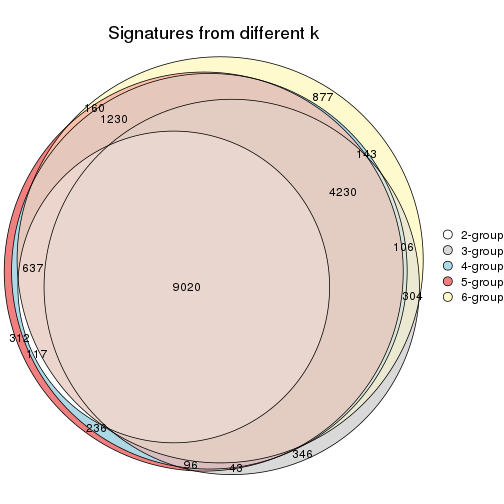 Signatures from different k
877
160
1230
143
4230
106
637
9020
304
312
117
236
96
43
346
2-group
3-group
4-group
5-group
6-group